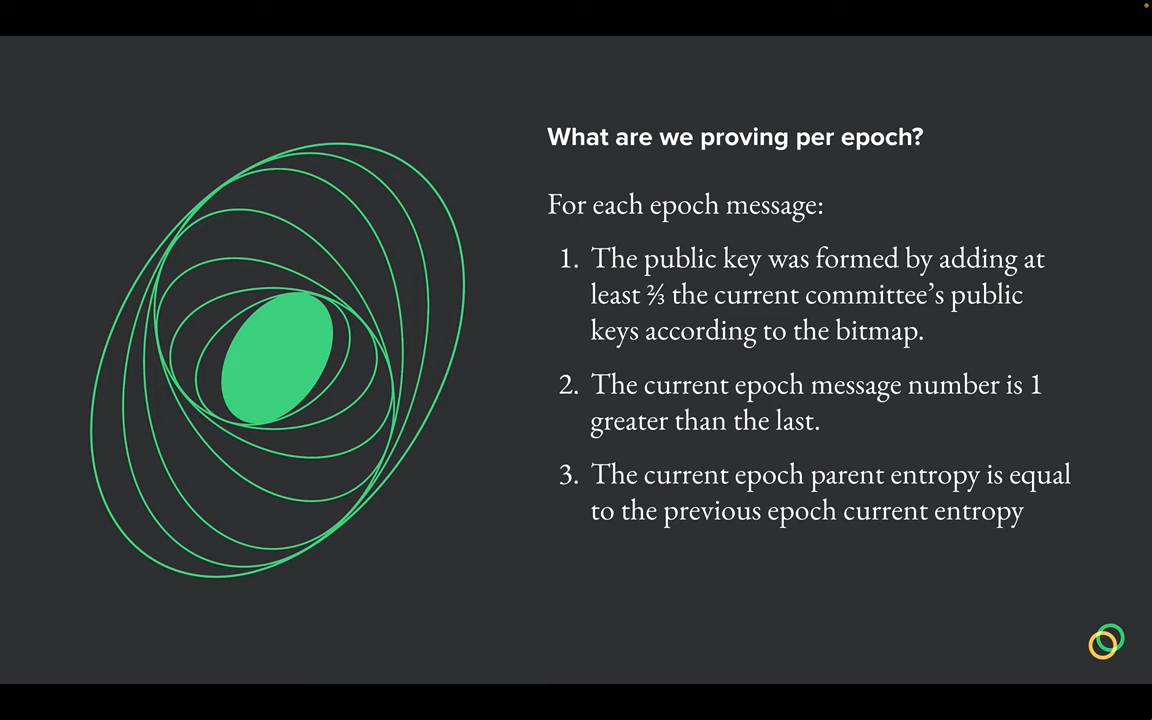 What are we proving per epoch?
For each epoch message:
1. The public key was formed by adding at
least ⅔ the current committee’s public
keys according to the bitmap.
2. The current epoch message number is 1
greater than the last.
3. The current epoch parent entropy is equal
to the previous epoch current entropy